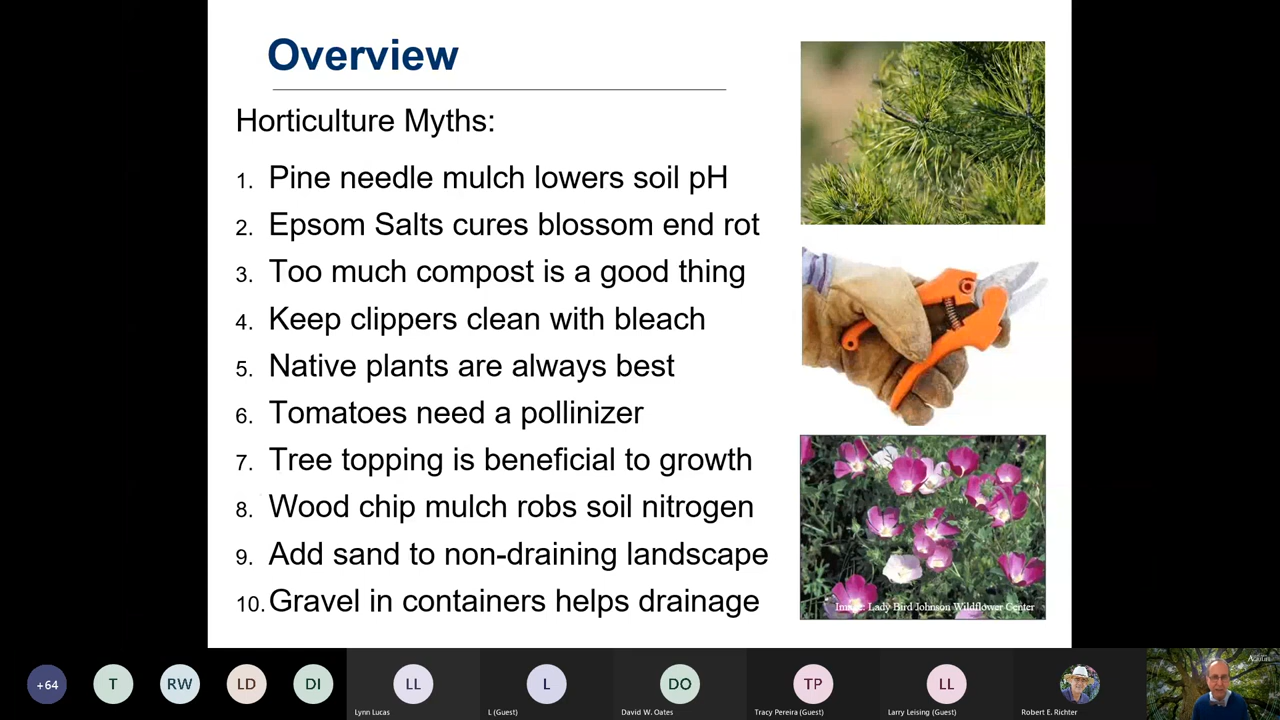 Overview
Horticulture Myths:
1. Pine needle mulch lowers soil pH
2. Epsom Salts cures blossom end rot
3. Too much compost is a good thing
4. Keep clippers clean with bleach
5. Native plants are always best
6. Tomatoes need a pollinizer
7. Tree topping is beneficial to growth
8. Wood chip mulch robs soil nitrogen
9. Add sand to non-draining landscape
10. Gravel in containers helps drainage
Image: Lady Bird Johnson Wildflower Center
+64 T RW LD DI LL L DO TP LL
Lynn Lucas L (Guest) David W. Oates Tracy Pereira (Guest) Larry Leising (Guest) Robert E. Richter